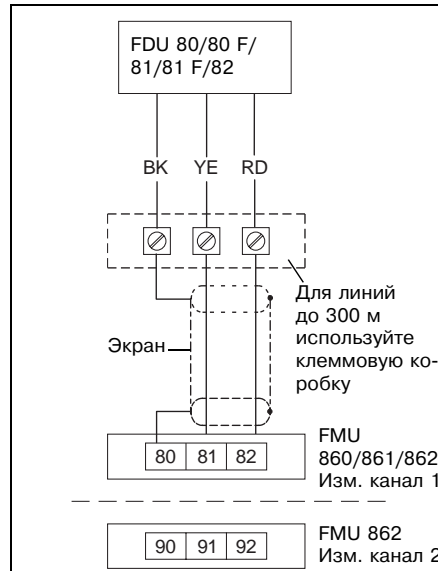 FDU 80/80 F/
81/81 F/82
BK YE RD
Для линий
до 300 м
используйте
клеммовую ко-
робку
Экран
FMU
860/861/862
Изм. канал 1
80 81 82
FMU 862
Изм. канал 2
90 91 92